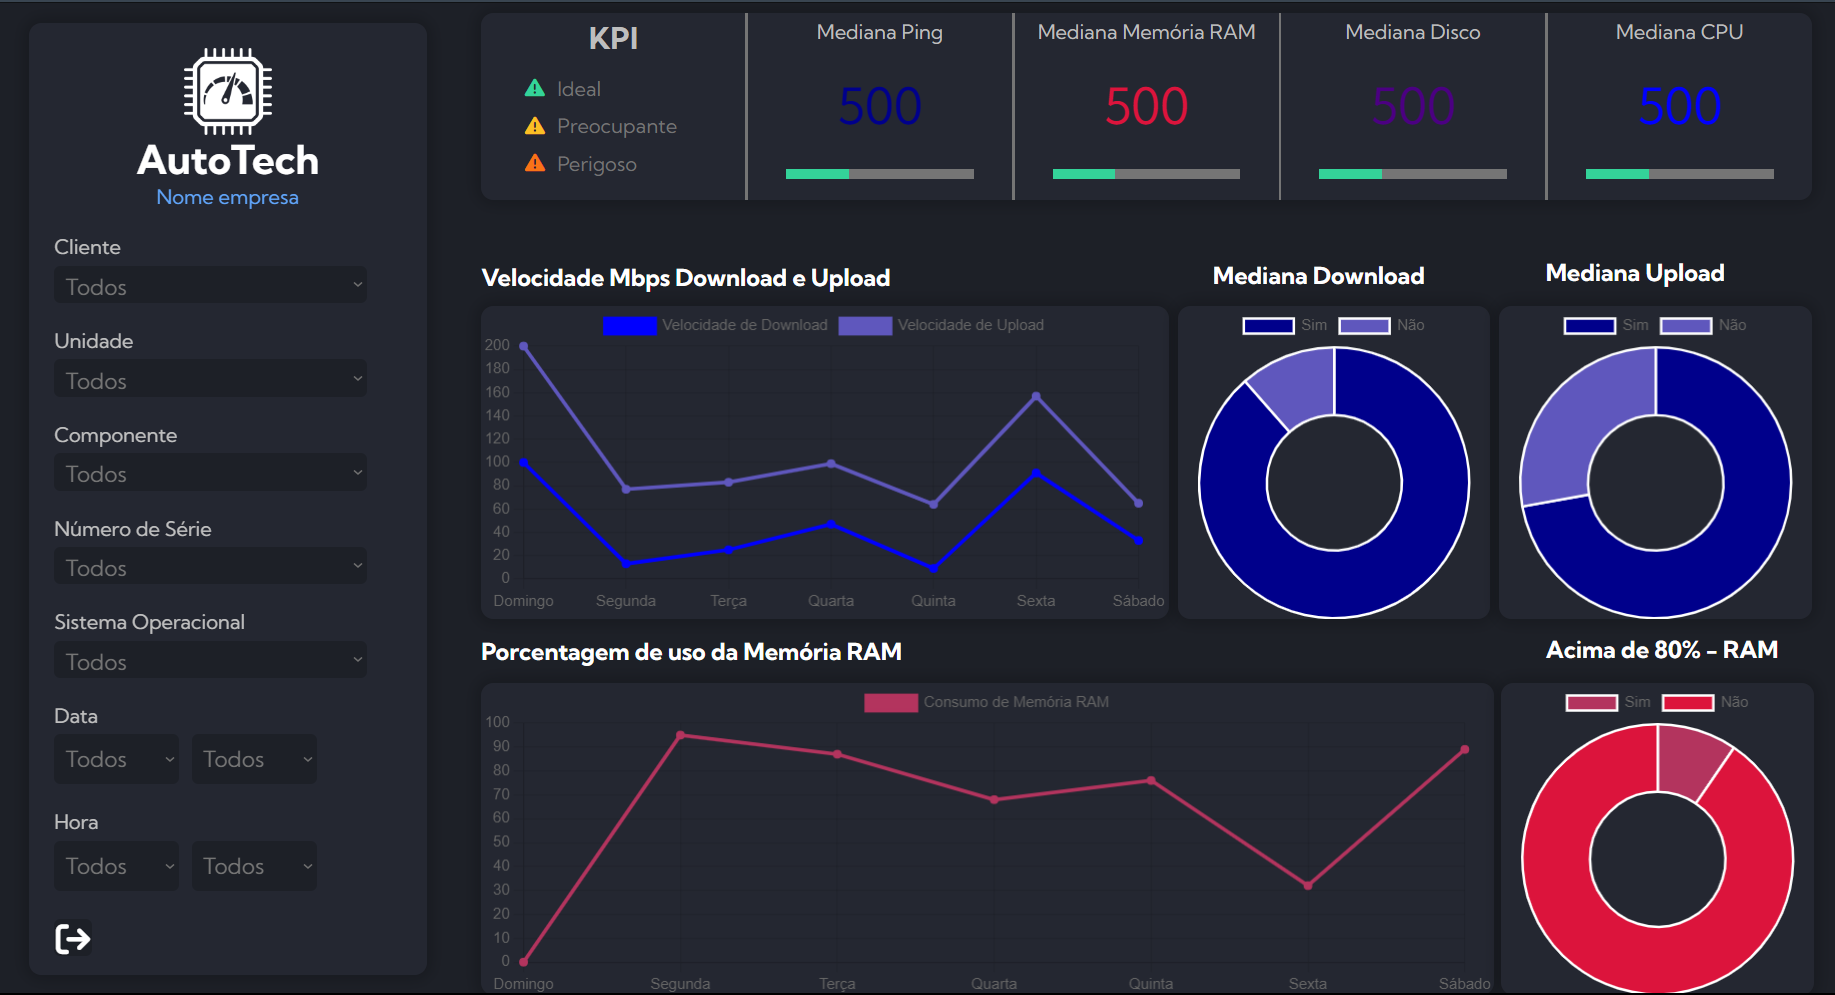 AutoTech
Nome empresa
Cliente
Todos
Unidade
Todos
Componente
Todos
Número de Série
Todos
Sistema Operacional
Todos
Data
Todos Todos
Hora
Todos Todos
KPI
Ideal
Preocupante
Perigoso
Mediana Ping
500
Mediana Memória RAM
500
Mediana Disco
500
Mediana CPU
500
Velocidade Mbps Download e Upload
Velocidade de Download Velocidade de Upload
200
180
160
140
120
100
80
60
40
20
0
Domingo Segunda Terça Quarta Quinta Sexta Sábado
Mediana Download
Sim Não
Mediana Upload
Sim Não
Porcentagem de uso da Memória RAM
Consumo de Memória RAM
100
90
80
70
60
50
40
30
20
10
0
Domingo Segunda Terça Quarta Quinta Sexta Sábado
Acima de 80% - RAM
Sim Não